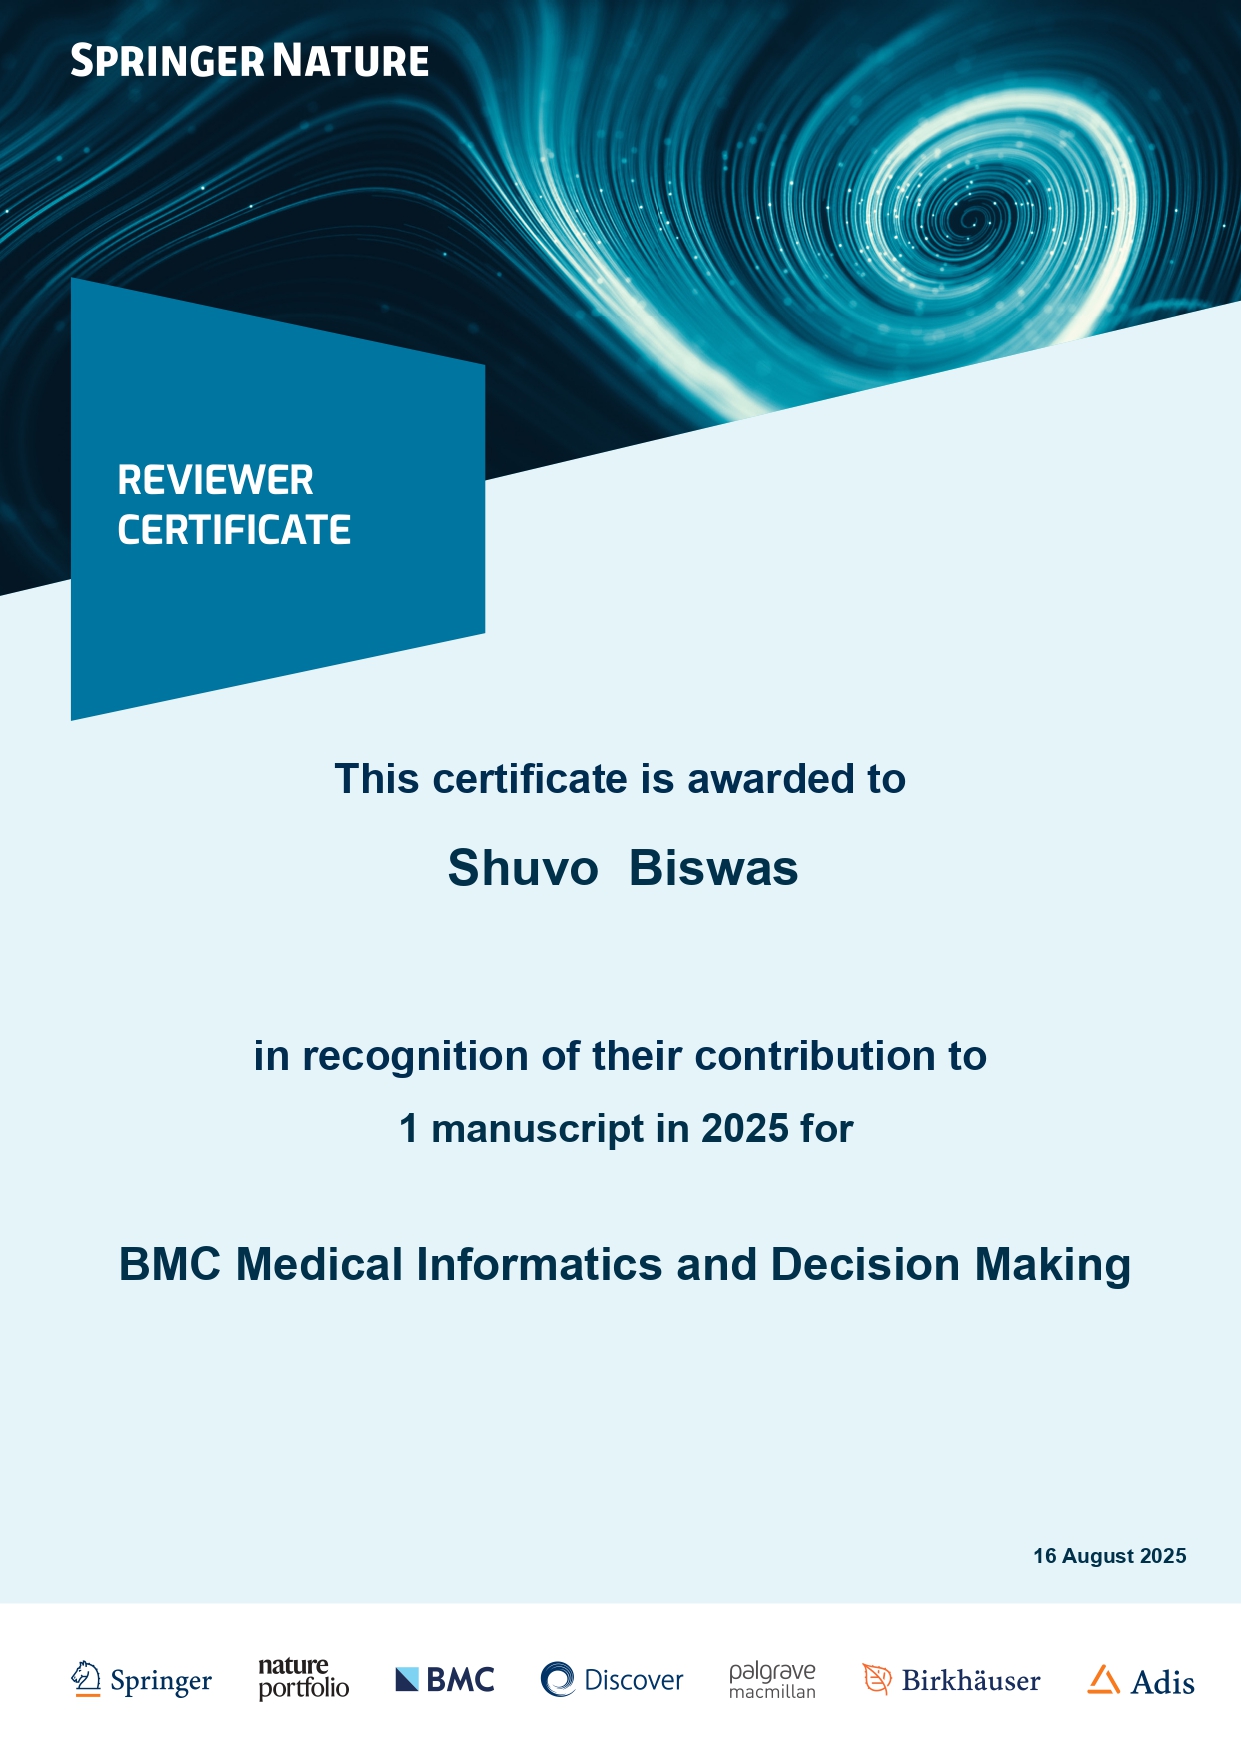 SPRINGER NATURE
REVIEWER
CERTIFICATE
This certificate is awarded to
Shuvo  Biswas
in recognition of their contribution to
1 manuscript in 2025 for
BMC Medical Informatics and Decision Making
16 August 2025
Springer
nature
portfolio
BMC
Discover
palgrave
macmillan
Birkhäuser
Adis